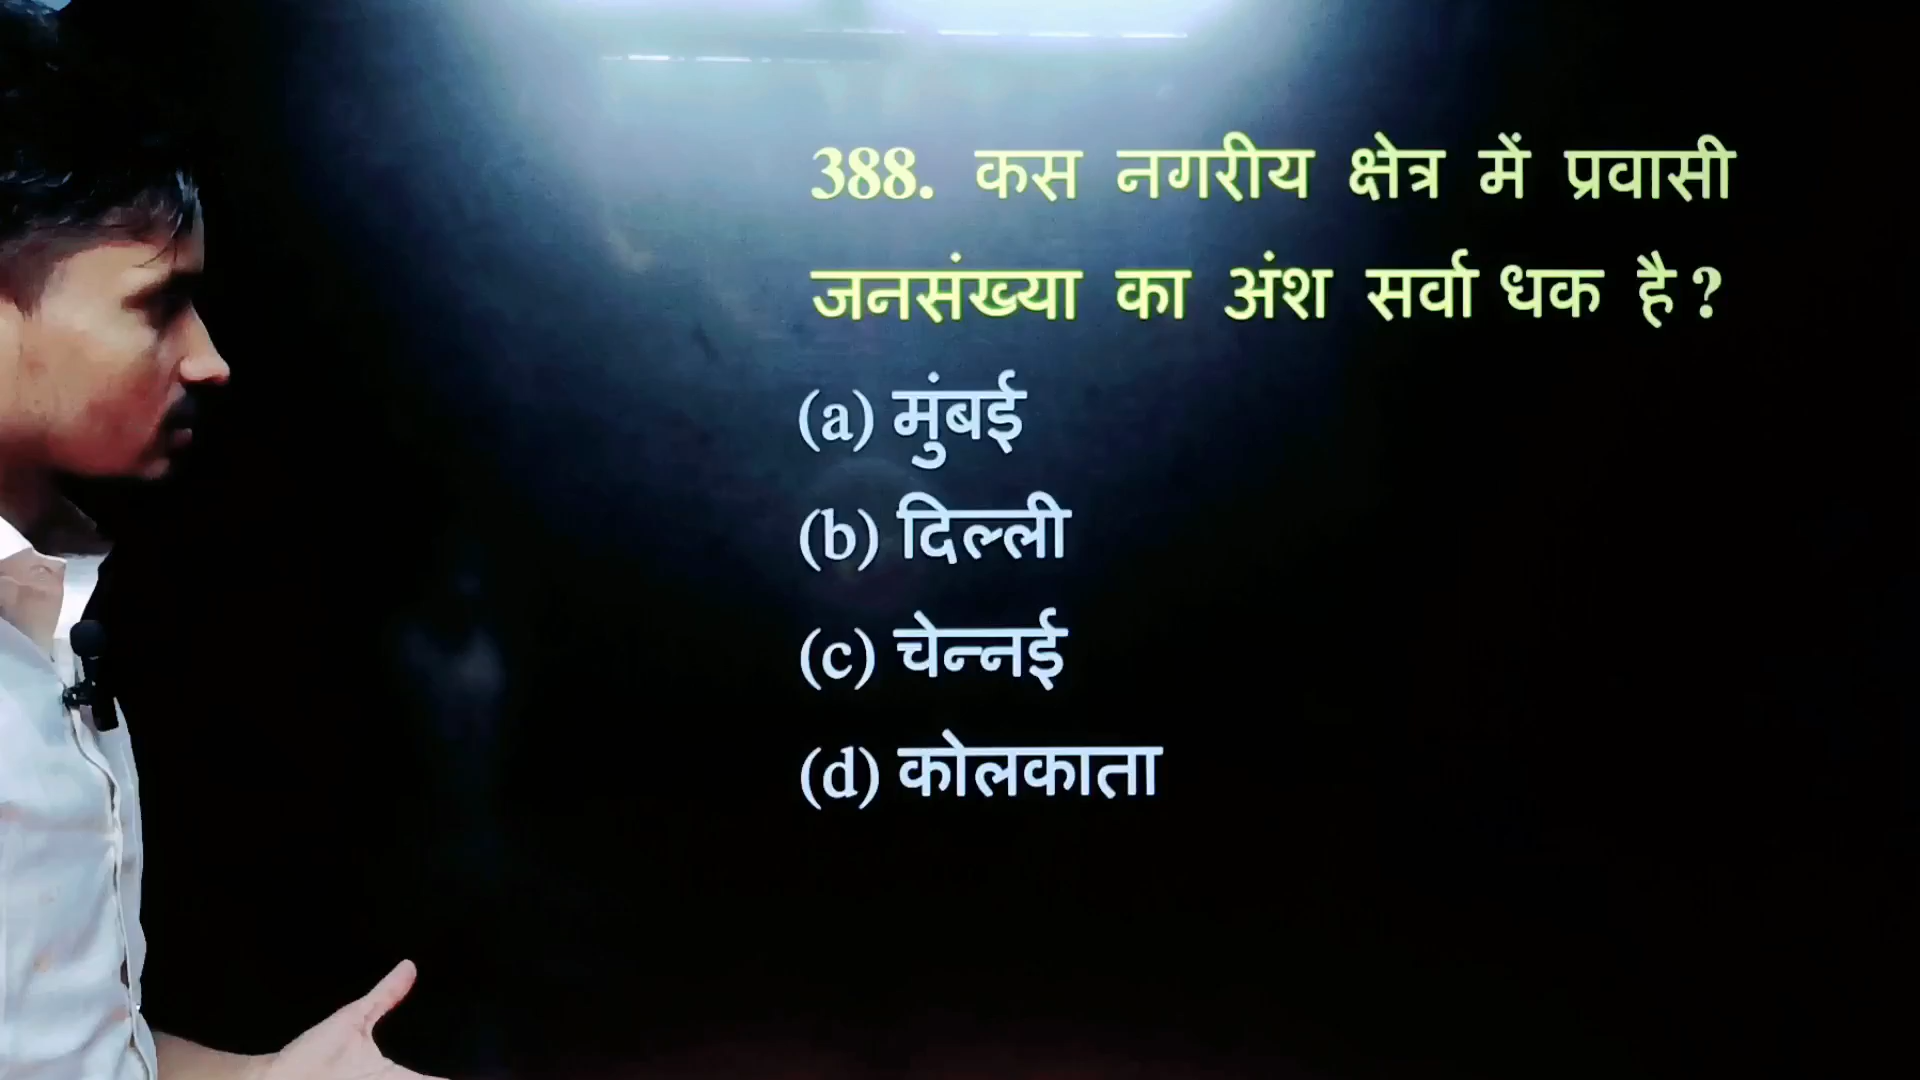 388. कस नगरीय क्षेत्र में प्रवासी
जनसंख्या का अंश सर्वा धक है ?
(a) मुंबई
(b) दिल्ली
(c) चेन्नई
(d) कोलकाता